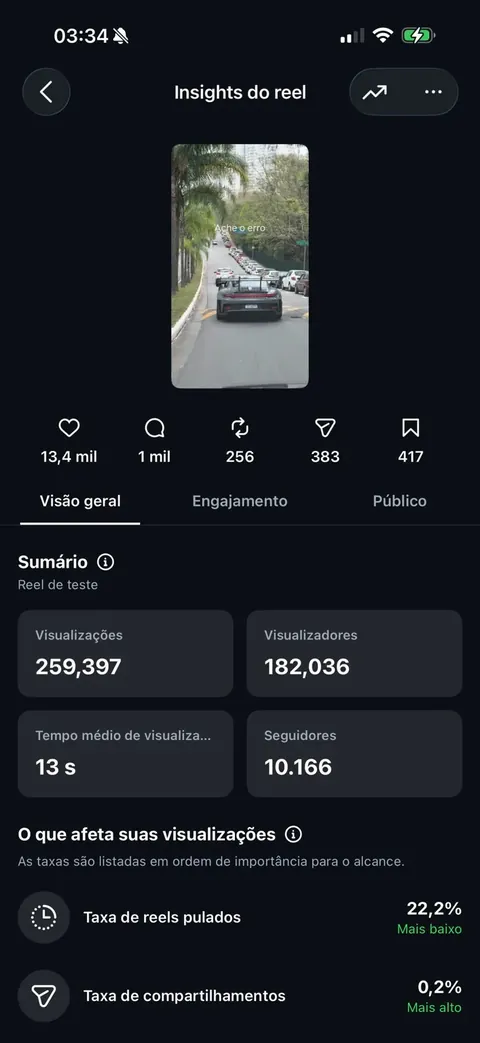 03:34
Insights do reel
Ache o erro
13,4 mil
1 mil
256
383
417
Visão geral
Engajamento
Público
Sumário
Reel de teste
Visualizações
259,397
Visualizadores
182,036
Tempo médio de visualiza...
13 s
Seguidores
10.166
O que afeta suas visualizações
As taxas são listadas em ordem de importância para o alcance.
Taxa de reels pulados
22,2%
Mais baixo
Taxa de compartilhamentos
0,2%
Mais alto